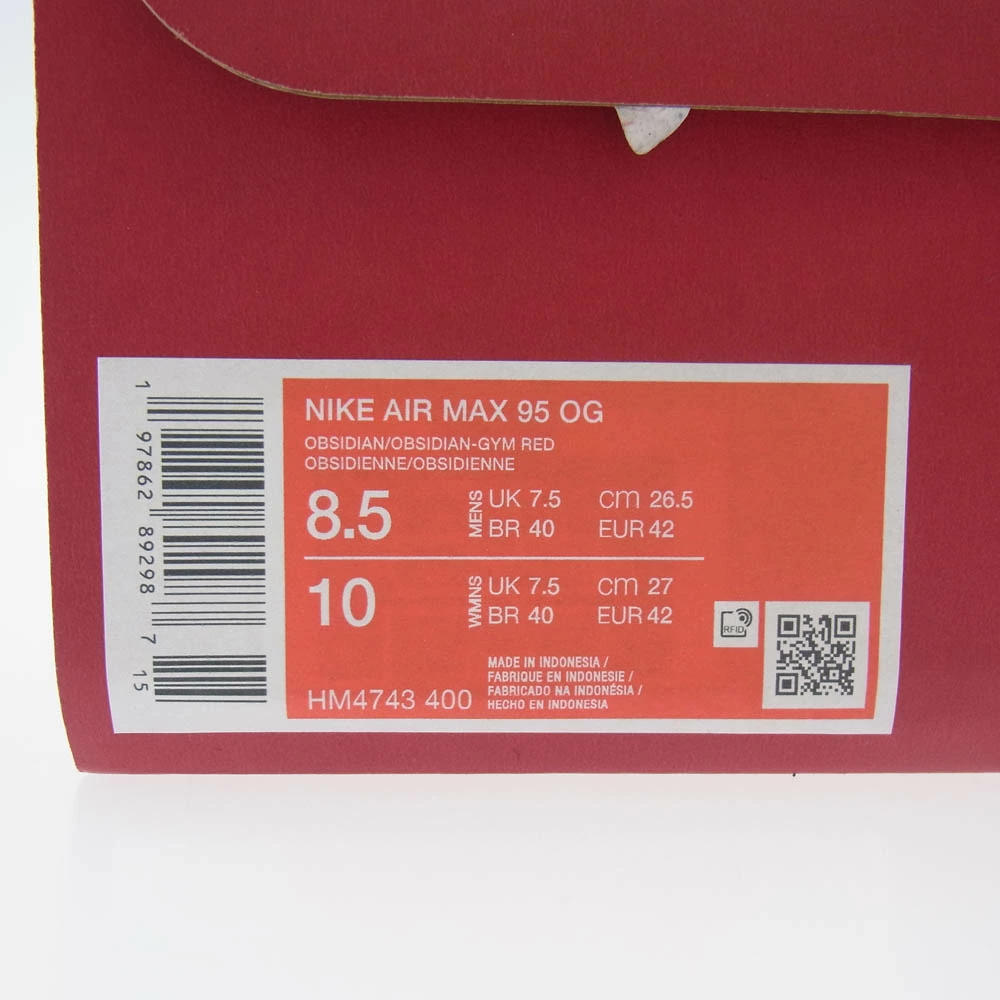 NIKE AIR MAX 95 OG
OBSIDIAN/OBSIDIAN-GYM RED
OBSIDIENNE/OBSIDIENNE
8.5 MENS UK 7.5 cm 26.5
BR 40 EUR 42
10 WMNS UK 7.5 cm 27
BR 40 EUR 42
RFID
MADE IN INDONESIA /
FABRIQUE EN INDONESIE /
FABRICADO NA INDONÉSIA /
HECHO EN INDONESIA
HM4743 400
1 97862 89298 7 15